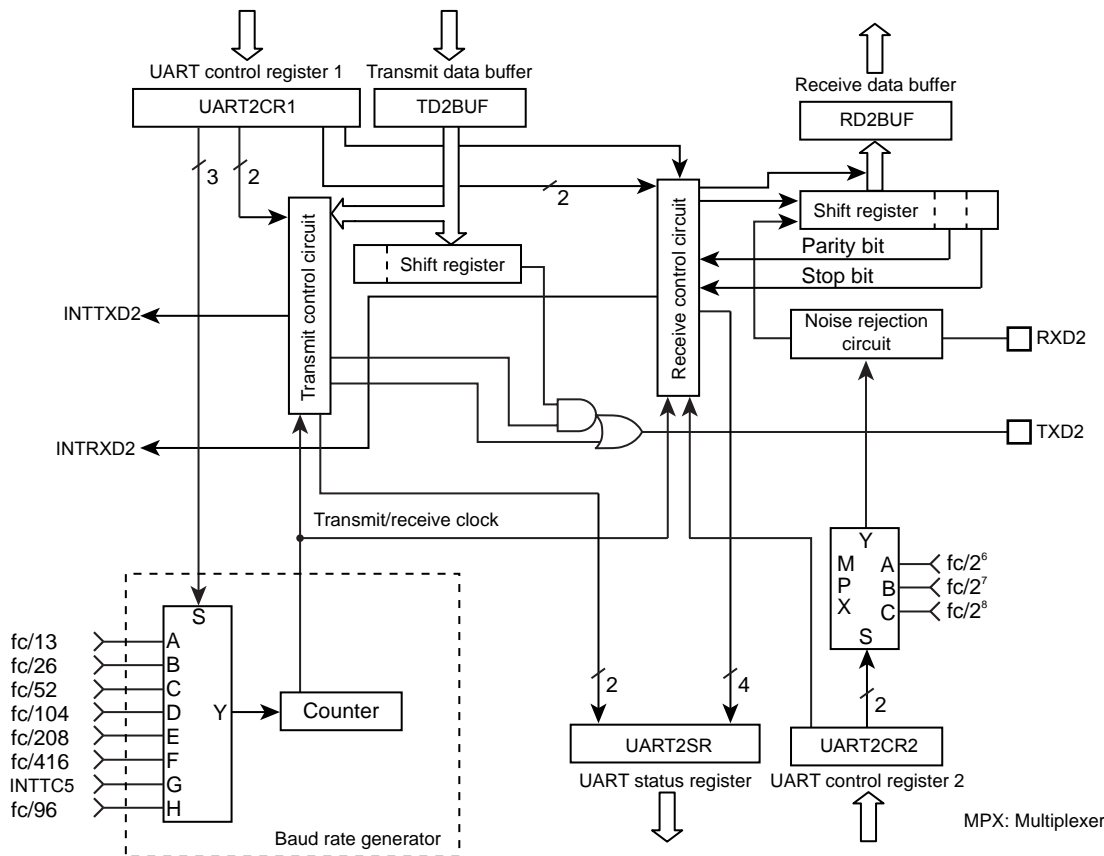 UART control register 1
Transmit data buffer
Receive data buffer
UART2CR1
TD2BUF
RD2BUF
3
2
2
Transmit control circuit
Receive control circuit
Shift register
Shift register
Parity bit
Stop bit
INTTXD2
Noise rejection
circuit
RXD2
INTRXD2
TXD2
Transmit/receive clock
Y
M
P
X
A
B
C
S
fc/2⁶
fc/2⁷
fc/2⁸
S
fc/13
A
fc/26
B
fc/52
C
fc/104
D
Y
Counter
fc/208
E
fc/416
F
INTTC5
G
fc/96
H
2
4
2
UART2SR
UART2CR2
UART status register
UART control register 2
Baud rate generator
MPX: Multiplexer